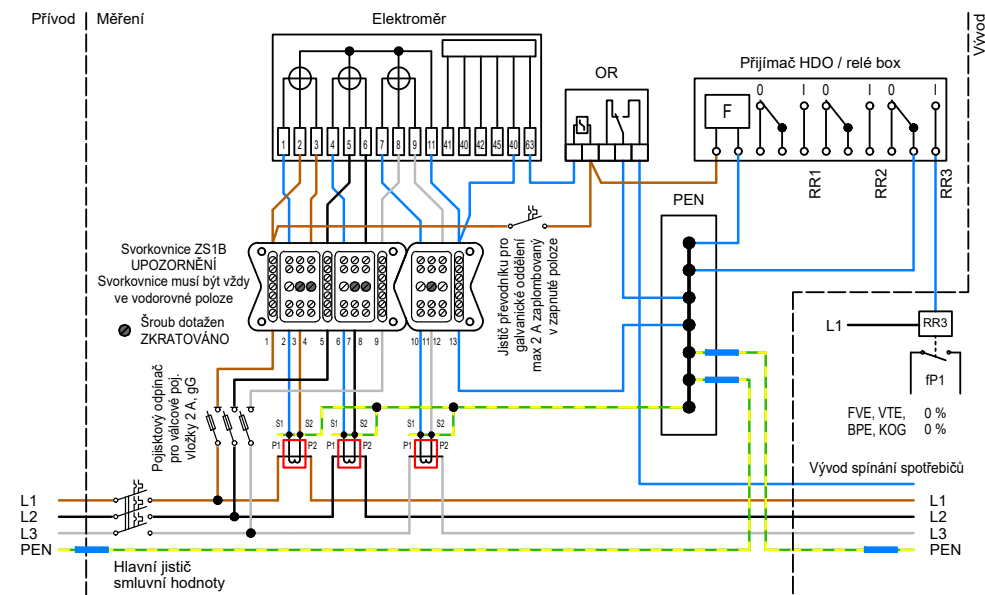 Přívod
Měření
Elektroměr
Vývod
Přijímač HDO / relé box
OR
F
0
I
0
I
0
I
1
2
3
4
5
6
7
8
9
11
41
40
42
45
40
63
RR1
RR2
RR3
PEN
Svorkovnice ZS1B
UPOZORNĚNÍ
Svorkovnice musí být vždy
ve vodorovné poloze
Šroub dotažen
ZKRATOVÁNO
1
2
3
4
5
6
7
8
9
10
11
12
13
Jistič převodníku pro
galvanické oddělení
max 2 A zaplombovaný
v zapnuté poloze
L1
RR3
fP1
FVE, VTE, 0 %
BPE, KOG 0 %
Pojistkový odpínač
pro válcové poj.
vložky 2 A, gG
S1
S2
S1
S2
S1
S2
P1
P2
P1
P2
P1
P2
Vývod spínání spotřebičů
L1
L2
L3
PEN
L1
L2
L3
PEN
Hlavní jistič
smluvní hodnoty